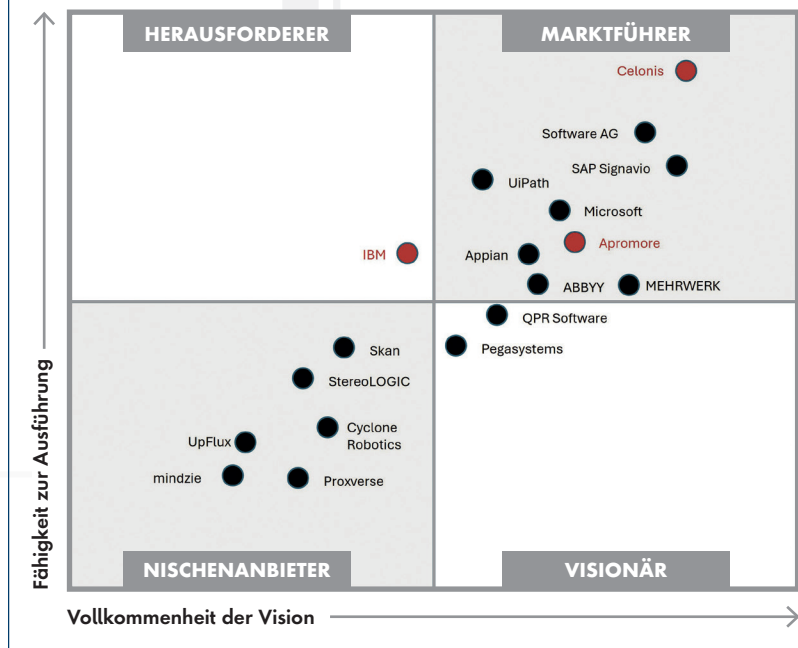 HERAUSFORDERER
MARKTFÜHRER
Celonis
Software AG
SAP Signavio
UiPath
Microsoft
Apromore
IBM
Appian
ABBYY
MEHRWERK
QPR Software
Pegasystems
Skan
StereoLOGIC
Cyclone
Robotics
UpFlux
mindzie
Proxverse
NISCHENANBIETER
VISIONÄR
Fähigkeit zur Ausführung
Vollkommenheit der Vision